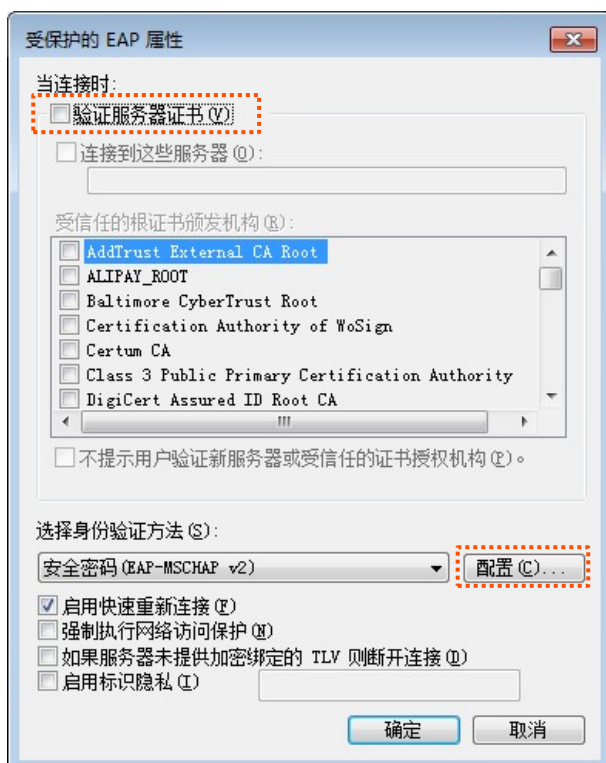 受保护的 EAP 属性
当连接时:
验证服务器证书(V)
连接到这些服务器(O):
受信任的根证书颁发机构(R):
AddTrust External CA Root
ALIPAY_ROOT
Baltimore CyberTrust Root
Certification Authority of WoSign
Certum CA
Class 3 Public Primary Certification Authority
DigiCert Assured ID Root CA
不提示用户验证新服务器或受信任的证书授权机构(P)。
选择身份验证方法(S):
安全密码(EAP-MSCHAP v2) 配置(C)...
启用快速重新连接(F)
强制执行网络访问保护(N)
如果服务器未提供加密绑定的 TLV 则断开连接(D)
启用标识隐私(I)
确定 取消